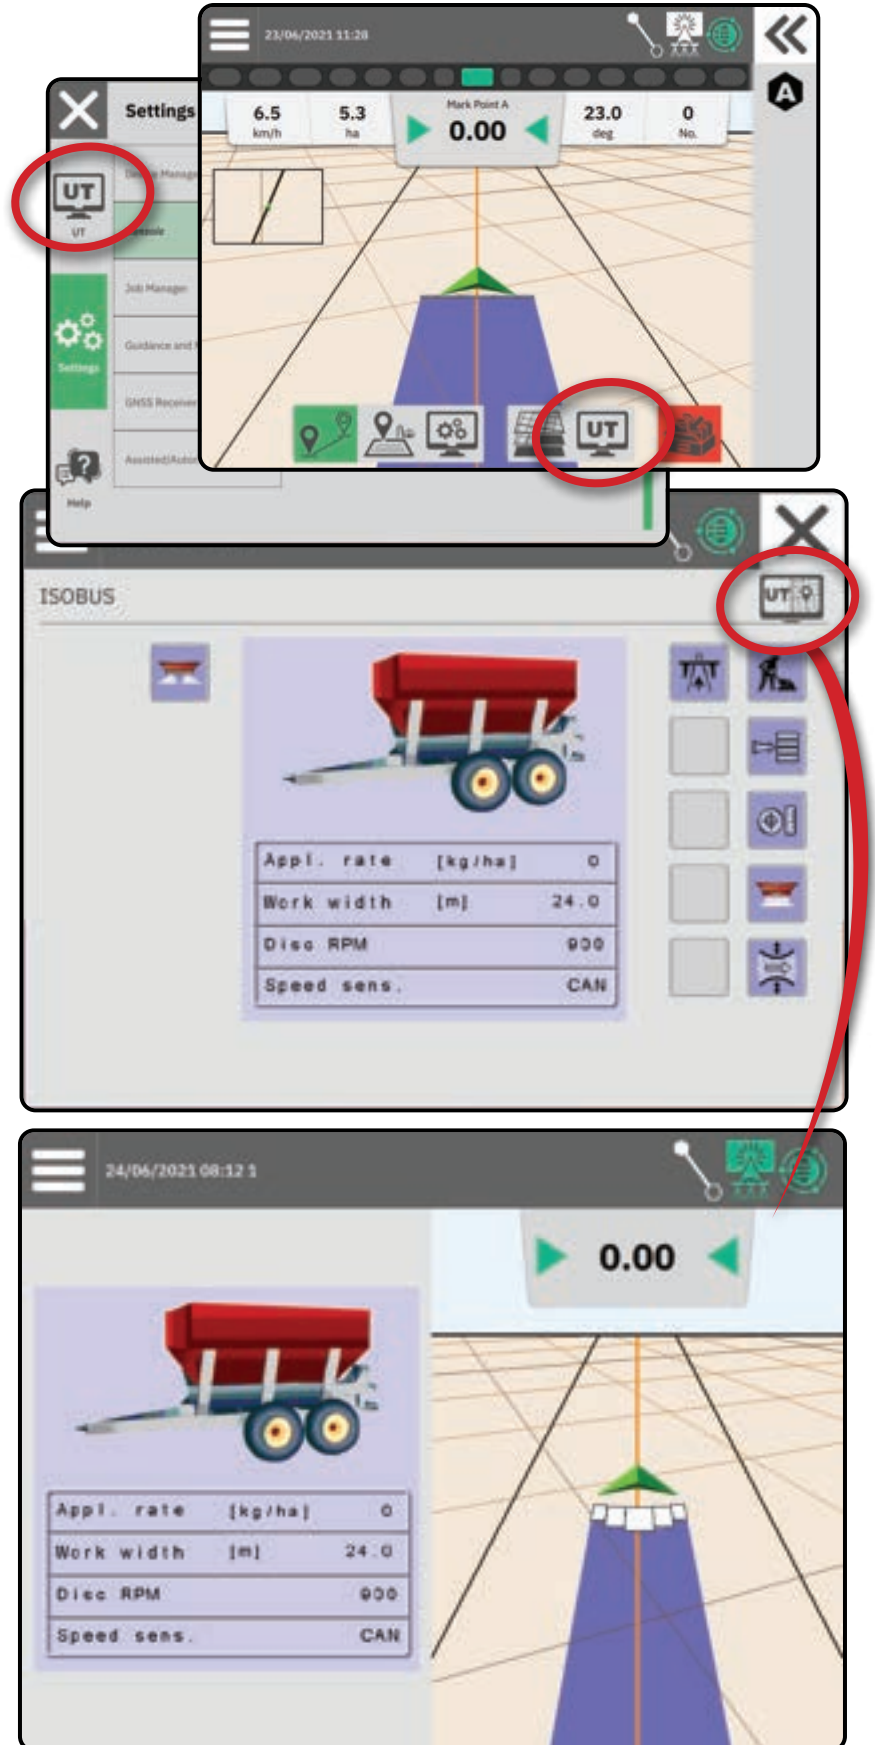 23/06/2021 11:28
Settings
6.5
km/h
5.3
ha
Mark Point A
0.00
23.0
deg
0
No.
A
UT
UT
Job Manager
Guidance and
Settings
GNSS Receiver
Assisted/Auto
UT
Help
ISOBUS
UT
Appl. rate [kg/ha] 0
Work width [m] 24.0
Disc RPM 900
Speed sens. CAN
24/06/2021 08:12 1
0.00
Appl. rate [kg/ha] 0
Work width [m] 24.0
Disc RPM 900
Speed sens. CAN